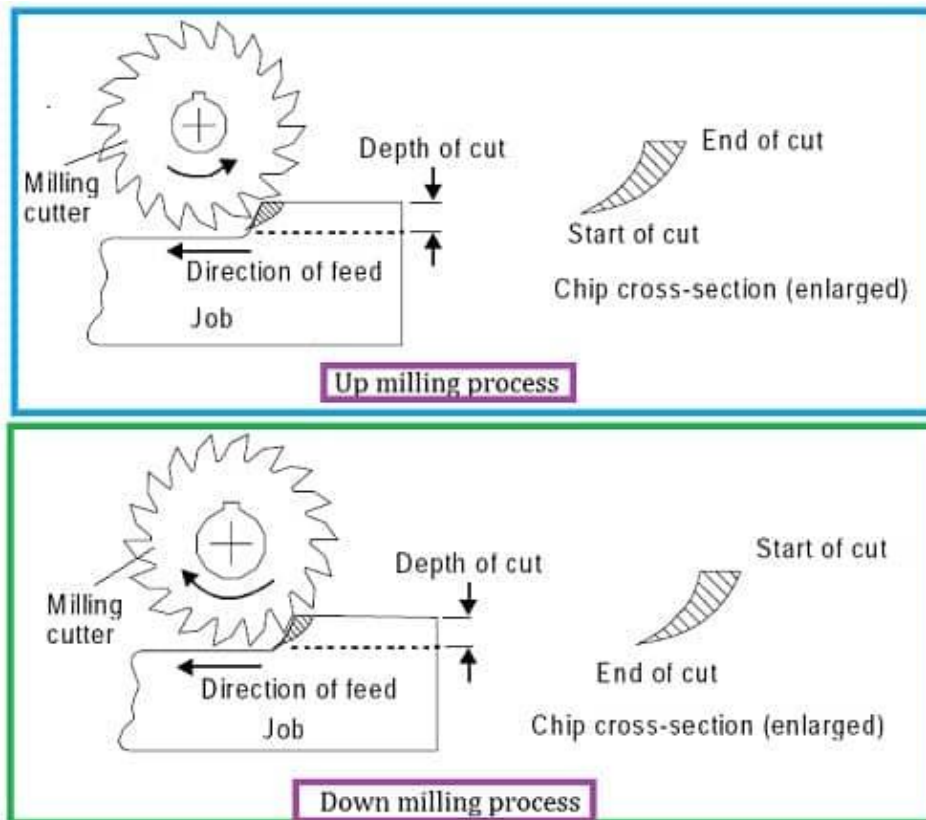 Depth of cut
End of cut
Milling
cutter
Start of cut
Direction of feed
Chip cross-section (enlarged)
Job
Up milling process
Start of cut
Depth of cut
Milling
cutter
End of cut
Direction of feed
Chip cross-section (enlarged)
Job
Down milling process